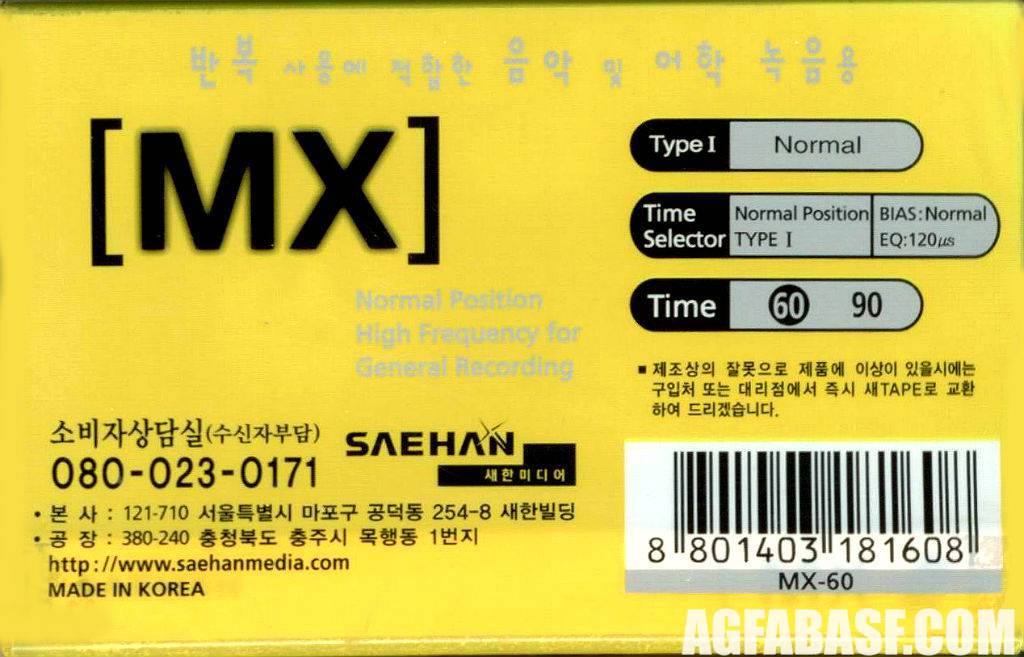 반복 사용에 적합한 음악 및 어학 녹음용
[MX]
Normal Position
High Frequency for
General Recording
Type I Normal
Time Selector Normal Position TYPE I BIAS:Normal EQ:120µs
Time 60 90
■ 제조상의 잘못으로 제품에 이상이 있을시에는
구입처 또는 대리점에서 즉시 새TAPE로 교환
하여 드리겠습니다.
소비자상담실(수신자부담)
080-023-0171
SAEHAN
새한미디어
• 본 사 : 121-710 서울특별시 마포구 공덕동 254-8 새한빌딩
• 공 장 : 380-240 충청북도 충주시 목행동 1번지
http://www.saehanmedia.com
MADE IN KOREA
8 801403 181608
MX-60
AGFABASF.COM